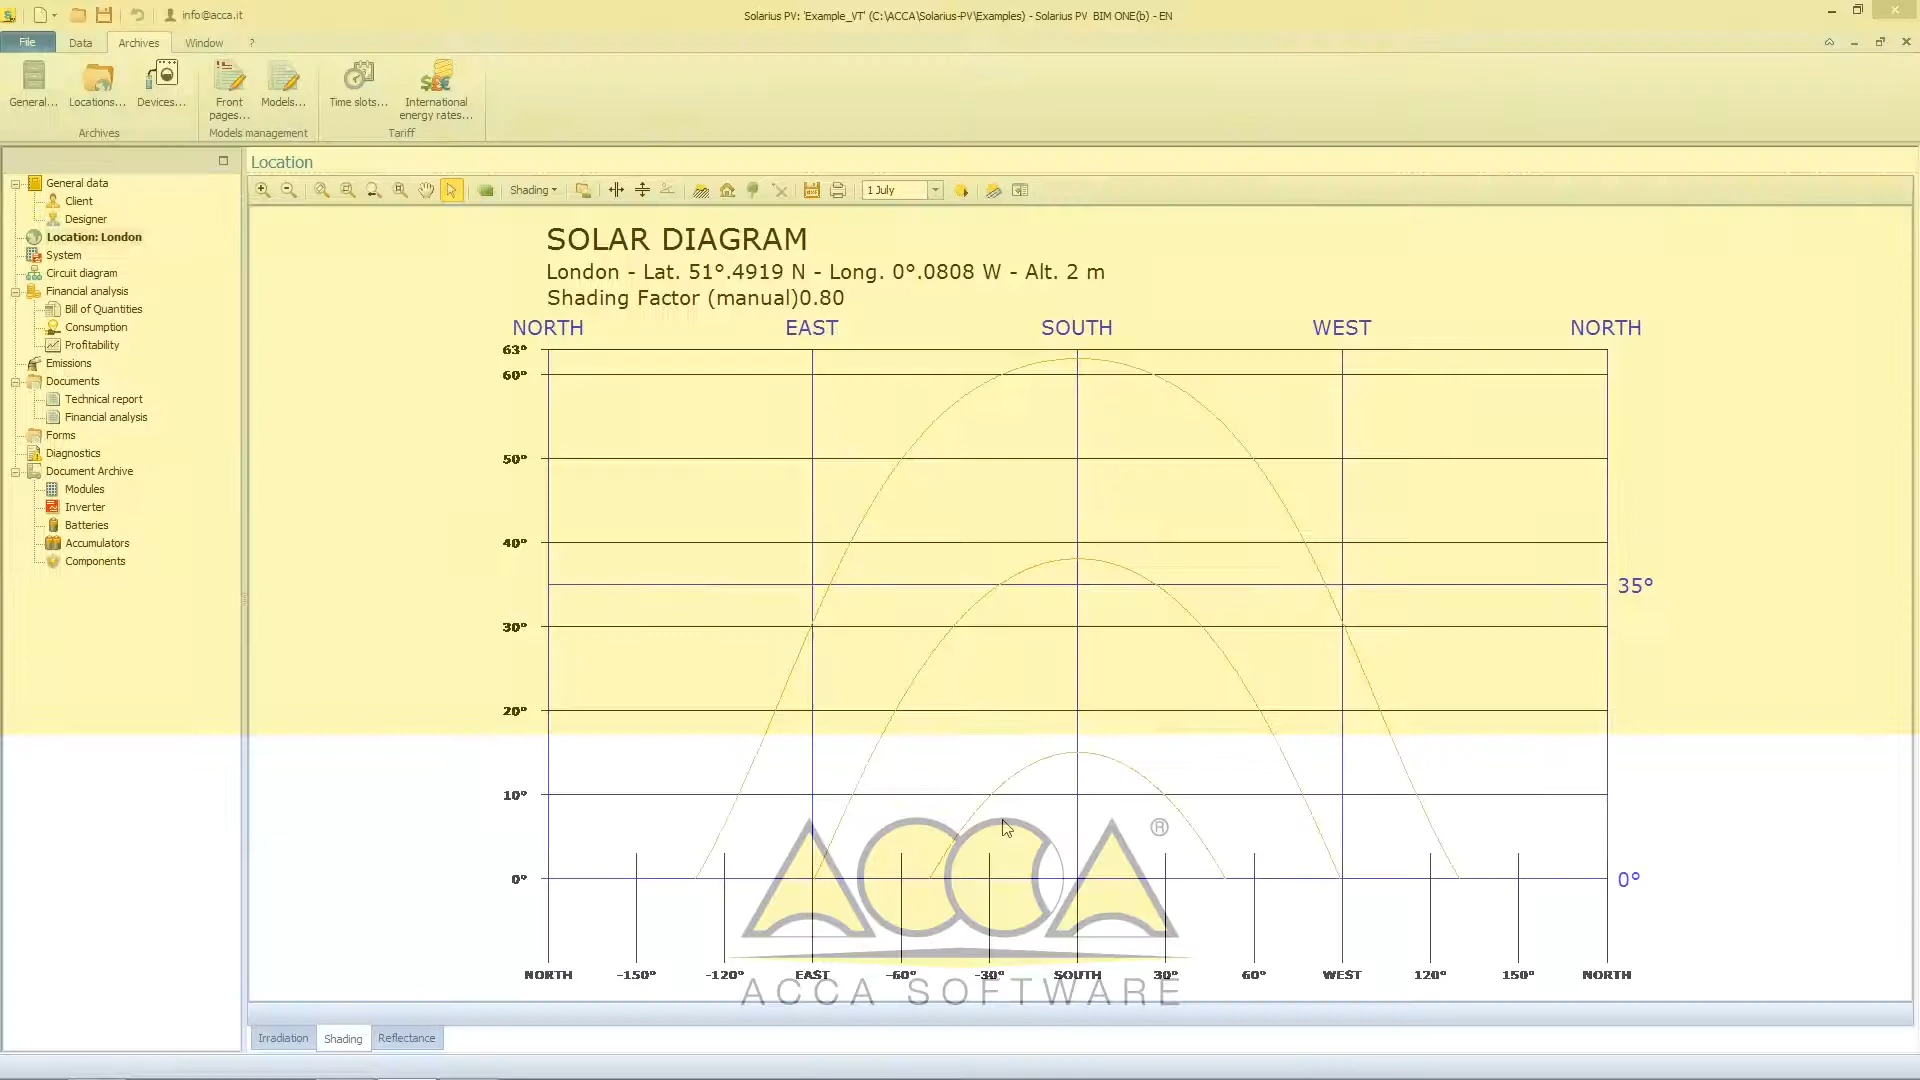 info@acca.it
Solarius PV: 'Example_VT' (C:\ACCA\Solarius-PV\Examples) - Solarius PV BIM ONE(b) - EN
File Data Archives Window ?
General... Locations... Devices... Front pages... Models... Time slots... International energy rates...
Archives Models management Tariff
Location
Shading 1 July
General data
Client
Designer
Location: London
System
Circuit diagram
Financial analysis
Bill of Quantities
Consumption
Profitability
Emissions
Documents
Technical report
Financial analysis
Forms
Diagnostics
Document Archive
Modules
Inverter
Batteries
Accumulators
Components
SOLAR DIAGRAM
London - Lat. 51°.4919 N - Long. 0°.0808 W - Alt. 2 m
Shading Factor (manual)0.80
NORTH EAST SOUTH WEST NORTH
63°
60°
50°
40°
35°
30°
20°
10°
0° 0°
NORTH -150° -120° EAST -60° -30° SOUTH 30° 60° WEST 120° 150° NORTH
ACCA ®
ACCA SOFTWARE
Irradiation Shading Reflectance